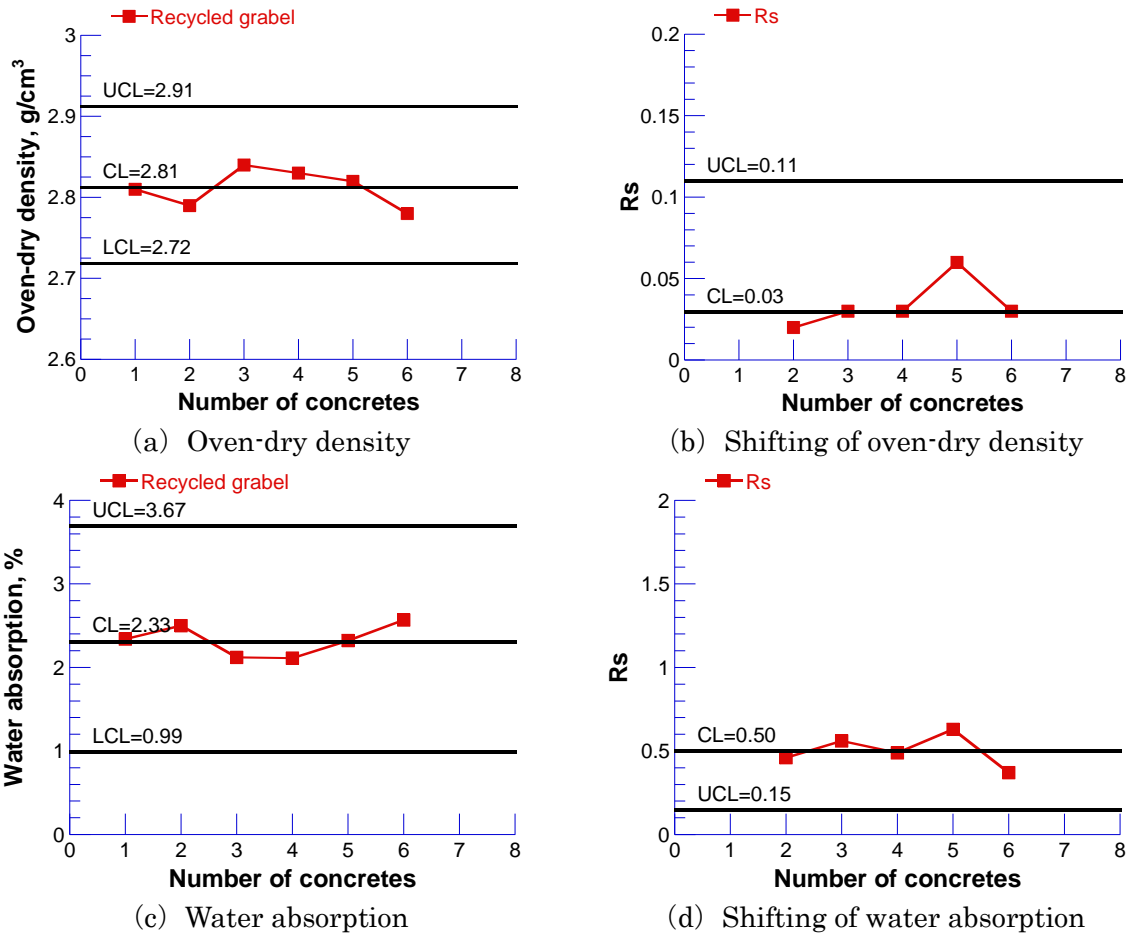 Recycled grabel
Oven-dry density, g/cm³
3
2.9
2.8
2.7
2.6
UCL=2.91
CL=2.81
LCL=2.72
0 1 2 3 4 5 6 7 8
Number of concretes
(a) Oven-dry density
Rs
Rs
0.2
0.15
0.1
0.05
0
UCL=0.11
CL=0.03
0 1 2 3 4 5 6 7 8
Number of concretes
(b) Shifting of oven-dry density
Recycled grabel
Water absorption, %
4
3
2
1
0
UCL=3.67
CL=2.33
LCL=0.99
0 1 2 3 4 5 6 7 8
Number of concretes
(c) Water absorption
Rs
Rs
2
1.5
1
0.5
0
CL=0.50
UCL=0.15
0 1 2 3 4 5 6 7 8
Number of concretes
(d) Shifting of water absorption